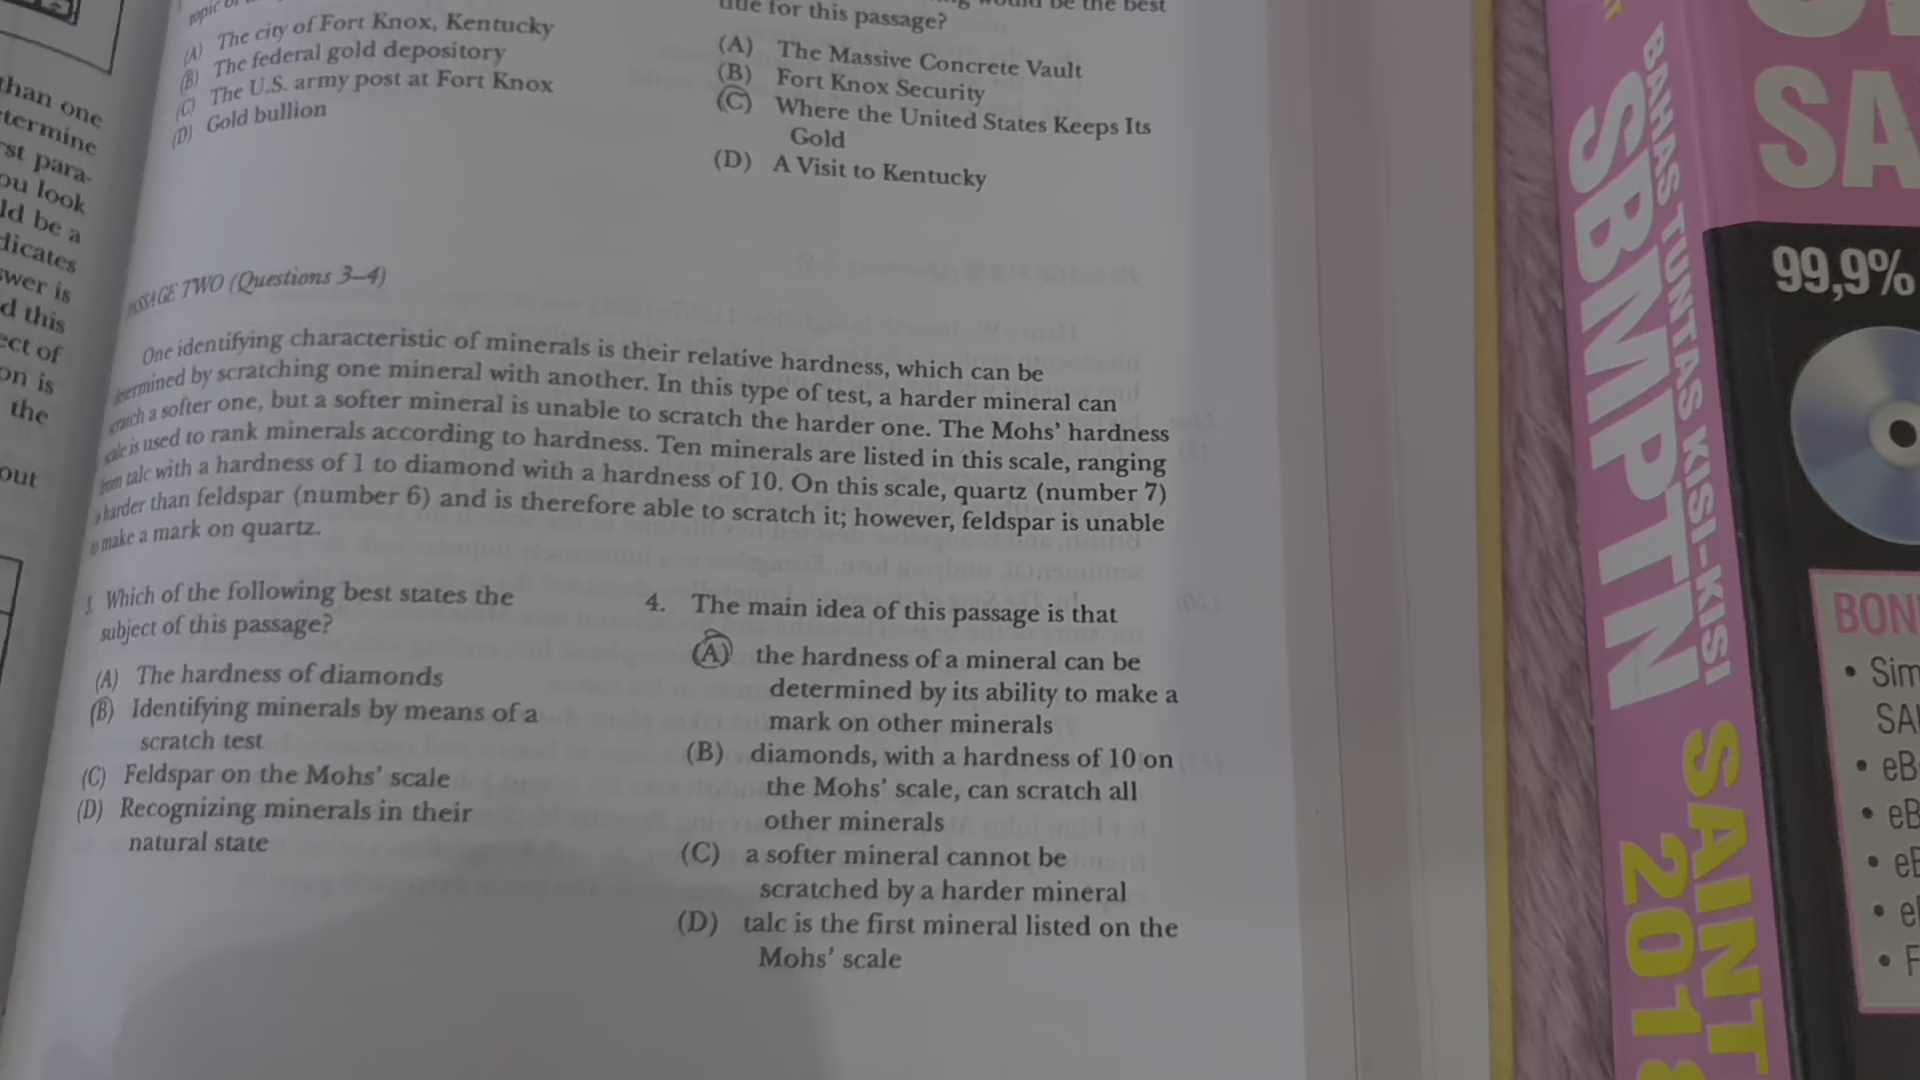 than one
termine
rst para-
ou look
ld be a
dicates
swer is
d this
ect of
on is
the
out
topic of
(A) The city of Fort Knox, Kentucky
(B) The federal gold depository
(C) The U.S. army post at Fort Knox
(D) Gold bullion
would be the best
title for this passage?
(A) The Massive Concrete Vault
(B) Fort Knox Security
(C) Where the United States Keeps Its
Gold
(D) A Visit to Kentucky
PASSAGE TWO (Questions 3–4)
One identifying characteristic of minerals is their relative hardness, which can be
determined by scratching one mineral with another. In this type of test, a harder mineral can
scratch a softer one, but a softer mineral is unable to scratch the harder one. The Mohs' hardness
scale is used to rank minerals according to hardness. Ten minerals are listed in this scale, ranging
from talc with a hardness of 1 to diamond with a hardness of 10. On this scale, quartz (number 7)
harder than feldspar (number 6) and is therefore able to scratch it; however, feldspar is unable
to make a mark on quartz.
3. Which of the following best states the
subject of this passage?
(A) The hardness of diamonds
(B) Identifying minerals by means of a
scratch test
(C) Feldspar on the Mohs' scale
(D) Recognizing minerals in their
natural state
4. The main idea of this passage is that
(A) the hardness of a mineral can be
determined by its ability to make a
mark on other minerals
(B) diamonds, with a hardness of 10 on
the Mohs' scale, can scratch all
other minerals
(C) a softer mineral cannot be
scratched by a harder mineral
(D) talc is the first mineral listed on the
Mohs' scale
BAHAS TUNTAS KISI-KISI
SBMPTN SAINT
2018
SA
99,9%
BON
• Sim
SA
• eB
• eB
• eB
• e
• F